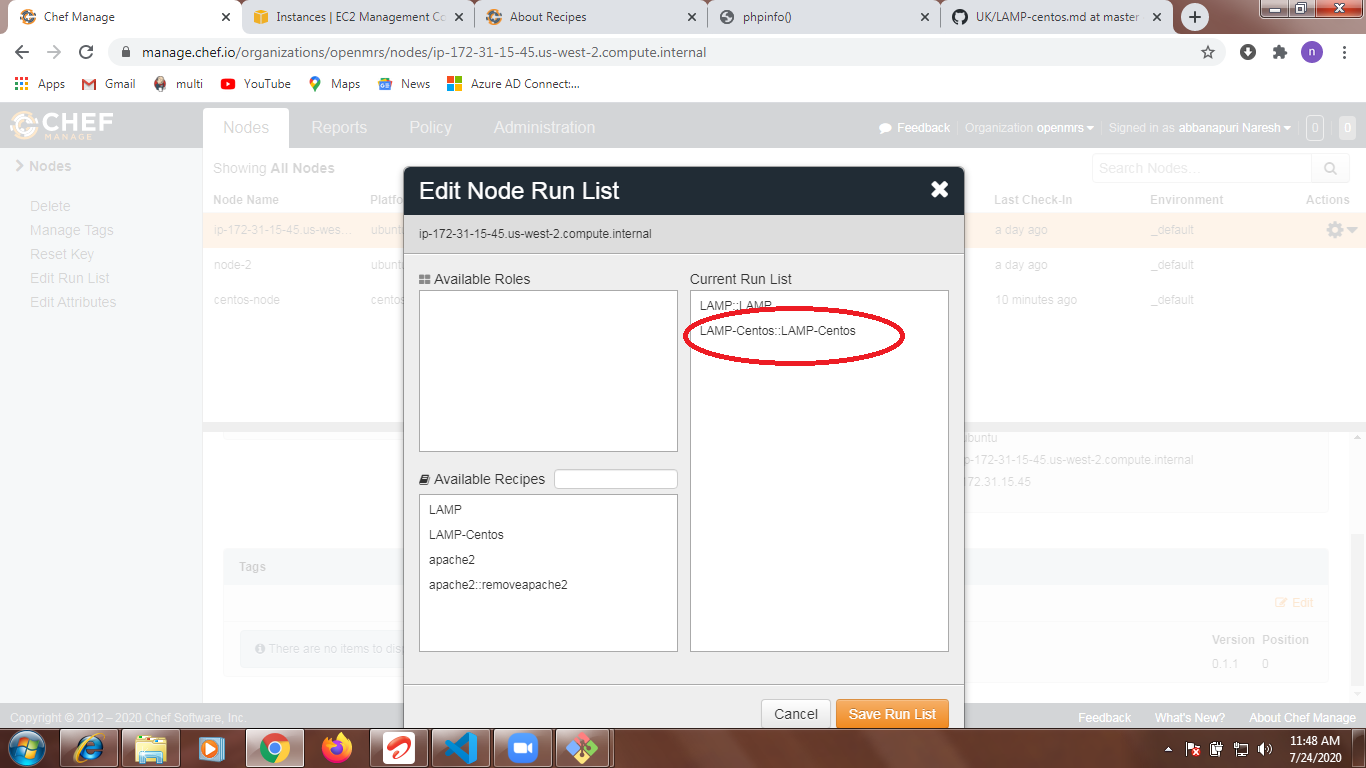 Chef Manage
Instances | EC2 Management Co
About Recipes
phpinfo()
UK/LAMP-centos.md at master
manage.chef.io/organizations/openmrs/nodes/ip-172-31-15-45.us-west-2.compute.internal
n
Apps Gmail multi YouTube Maps News Azure AD Connect:...
CHEF
MANAGE
Nodes Reports Policy Administration
Feedback Organization openmrs Signed in as abbanapuri Naresh 0 0
Nodes
Delete
Manage Tags
Reset Key
Edit Run List
Edit Attributes
Showing All Nodes
Search Nodes...
Node Name Platfo Last Check-In Environment Actions
ip-172-31-15-45.us-wes... ubuntu a day ago _default
node-2 ubuntu a day ago _default
centos-node centos 10 minutes ago _default
Edit Node Run List
ip-172-31-15-45.us-west-2.compute.internal
Available Roles
Available Recipes
LAMP
LAMP-Centos
apache2
apache2::removeapache2
Current Run List
LAMP::LAMP
LAMP-Centos::LAMP-Centos
Cancel Save Run List
ubuntu
ip-172-31-15-45.us-west-2.compute.internal
172.31.15.45
Tags
Edit
There are no items to disp
Version Position
0.1.1 0
Copyright © 2012 – 2020 Chef Software, Inc.
Feedback What's New? About Chef Manage
11:48 AM
7/24/2020